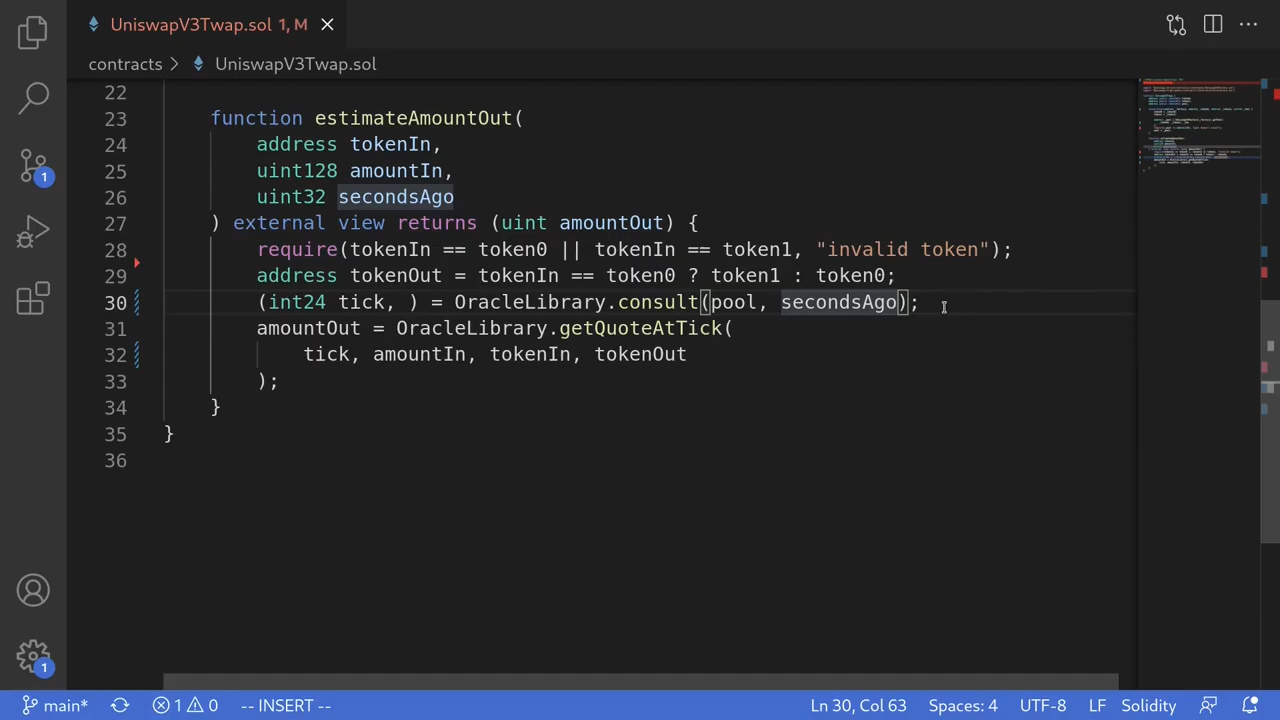 UniswapV3Twap.sol 1, M
contracts > UniswapV3Twap.sol
22
23 function estimateAmountOut(
24 address tokenIn,
25 uint128 amountIn,
26 uint32 secondsAgo
27 ) external view returns (uint amountOut) {
28 require(tokenIn == token0 || tokenIn == token1, "invalid token");
29 address tokenOut = tokenIn == token0 ? token1 : token0;
30 (int24 tick, ) = OracleLibrary.consult(pool, secondsAgo);
31 amountOut = OracleLibrary.getQuoteAtTick(
32 tick, amountIn, tokenIn, tokenOut
33 );
34 }
35 }
36
1
1
main* 1 0 -- INSERT -- Ln 30, Col 63 Spaces: 4 UTF-8 LF Solidity